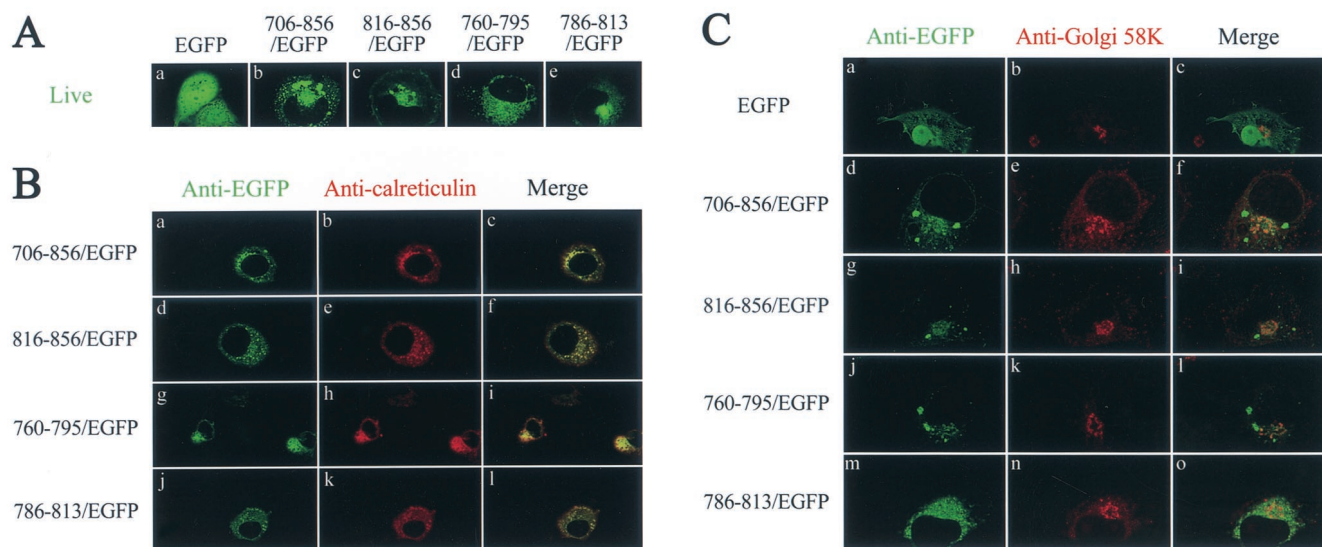 A
EGFP
706-856
/EGFP
816-856
/EGFP
760-795
/EGFP
786-813
/EGFP
Live
a b c d e
B
Anti-EGFP Anti-calreticulin Merge
706-856/EGFP
a b c
816-856/EGFP
d e f
760-795/EGFP
g h i
786-813/EGFP
j k l
C
Anti-EGFP Anti-Golgi 58K Merge
EGFP
a b c
706-856/EGFP
d e f
816-856/EGFP
g h i
760-795/EGFP
j k l
786-813/EGFP
m n o